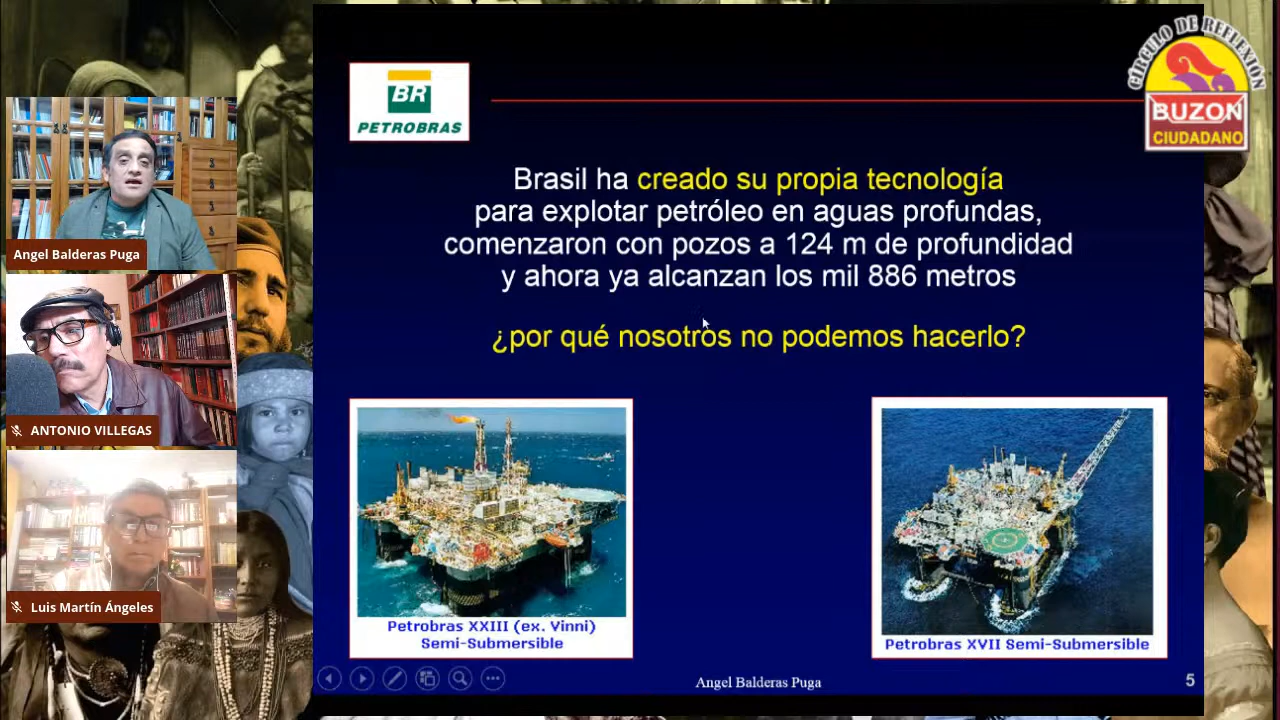 CÍRCULO DE REFLEXIÓN
BUZON
CIUDADANO
BR
PETROBRAS
Brasil ha creado su propia tecnología
para explotar petróleo en aguas profundas,
comenzaron con pozos a 124 m de profundidad
y ahora ya alcanzan los mil 886 metros
¿por qué nosotros no podemos hacerlo?
Angel Balderas Puga
ANTONIO VILLEGAS
Luis Martín Ángeles
Petrobras XXIII (ex. Vinni)
Semi-Submersible
Petrobras XVII Semi-Submersible
Angel Balderas Puga
5